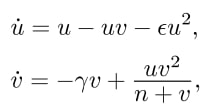 u̇ = u − uv − ϵu²,
v̇ = −γv + uv²/(n + v),